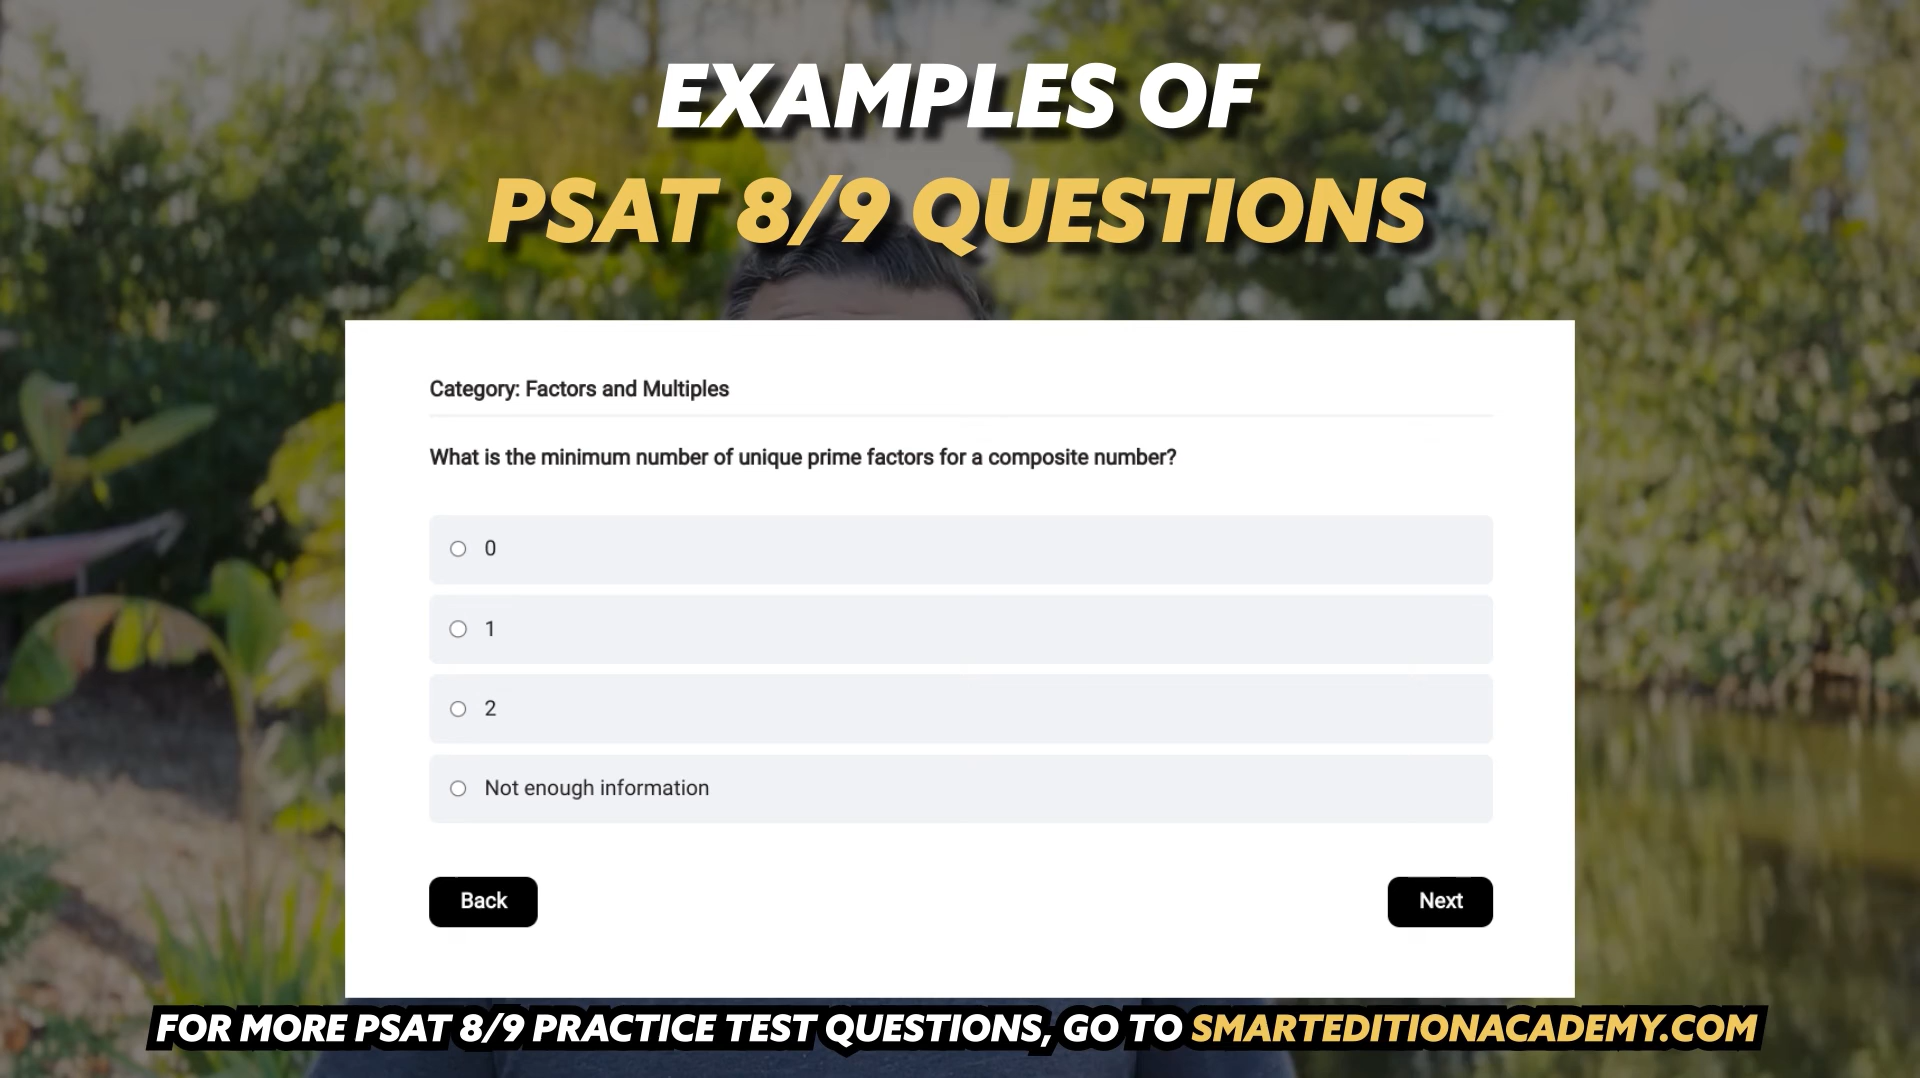 EXAMPLES OF
PSAT 8/9 QUESTIONS
Category: Factors and Multiples
What is the minimum number of unique prime factors for a composite number?
0
1
2
Not enough information
Back
Next
FOR MORE PSAT 8/9 PRACTICE TEST QUESTIONS, GO TO SMARTEDITIONACADEMY.COM